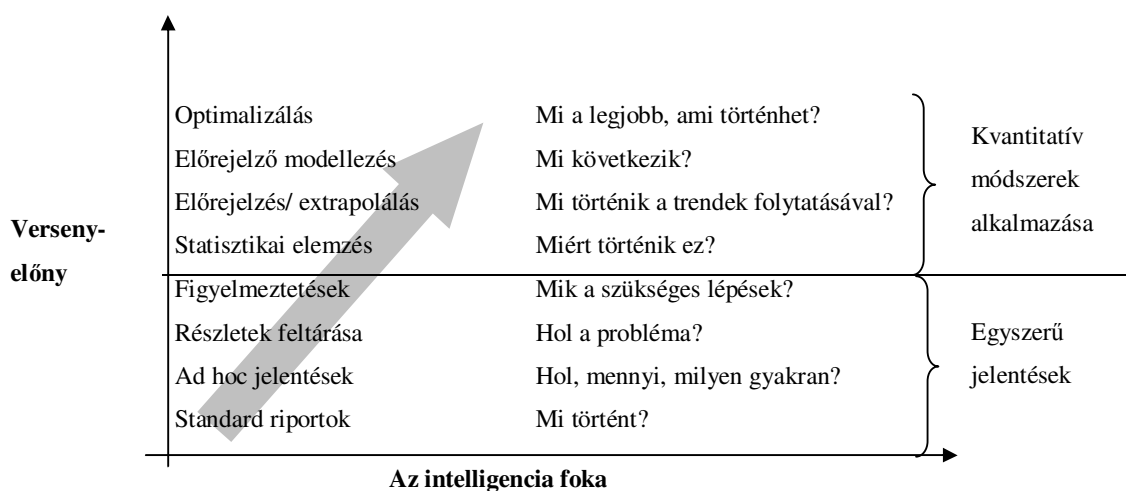 Optimalizálás
Előrejelző modellezés
Előrejelzés/ extrapolálás
Statisztikai elemzés
Figyelmeztetések
Részletek feltárása
Ad hoc jelentések
Standard riportok
Mi a legjobb, ami történhet?
Mi következik?
Mi történik a trendek folytatásával?
Miért történik ez?
Mik a szükséges lépések?
Hol a probléma?
Hol, mennyi, milyen gyakran?
Mi történt?
Kvantitatív
módszerek
alkalmazása
Egyszerű
jelentések
Verseny-
előny
Az intelligencia foka